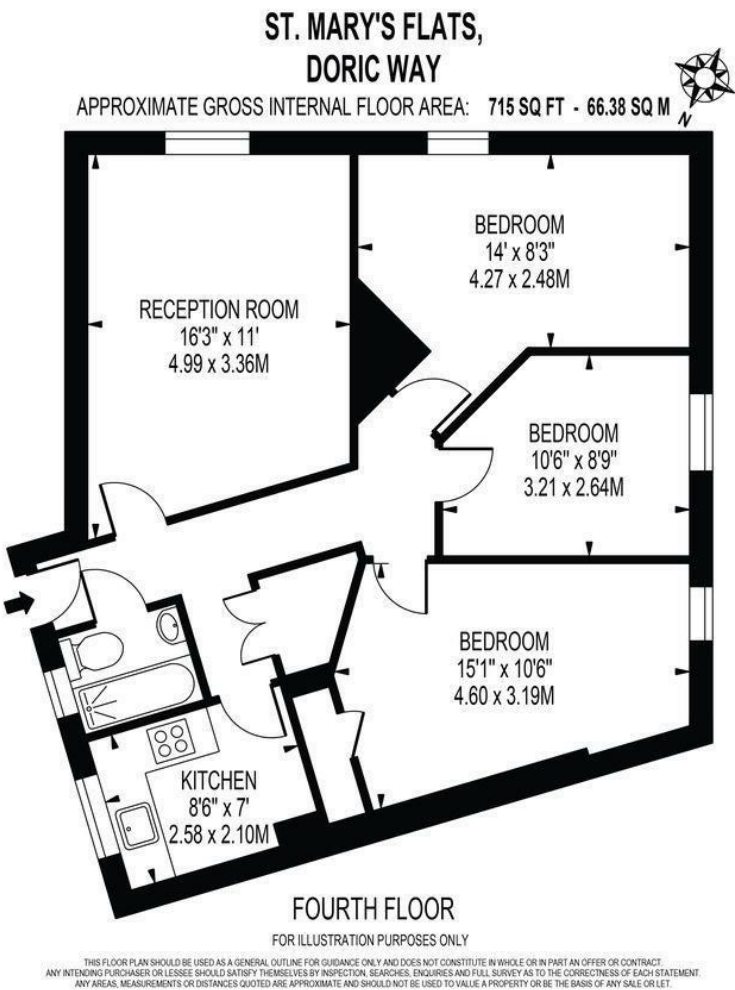 ST. MARY'S FLATS,
DORIC WAY
APPROXIMATE GROSS INTERNAL FLOOR AREA: 715 SQ FT - 66.38 SQ M
N
BEDROOM
14' x 8'3"
4.27 x 2.48M
RECEPTION ROOM
16'3" x 11'
4.99 x 3.36M
BEDROOM
10'6" x 8'9"
3.21 x 2.64M
BEDROOM
15'1" x 10'6"
4.60 x 3.19M
KITCHEN
8'6" x 7'
2.58 x 2.10M
FOURTH FLOOR
FOR ILLUSTRATION PURPOSES ONLY
THIS FLOOR PLAN SHOULD BE USED AS A GENERAL OUTLINE FOR GUIDANCE ONLY AND DOES NOT CONSTITUTE IN WHOLE OR IN PART AN OFFER OR CONTRACT.
ANY INTENDING PURCHASER OR LESSEE SHOULD SATISFY THEMSELVES BY INSPECTION, SEARCHES, ENQUIRIES AND FULL SURVEY AS TO THE CORRECTNESS OF EACH STATEMENT.
ANY AREAS, MEASUREMENTS OR DISTANCES QUOTED ARE APPROXIMATE AND SHOULD NOT BE USED TO VALUE A PROPERTY OR BE THE BASIS OF ANY SALE OR LET.